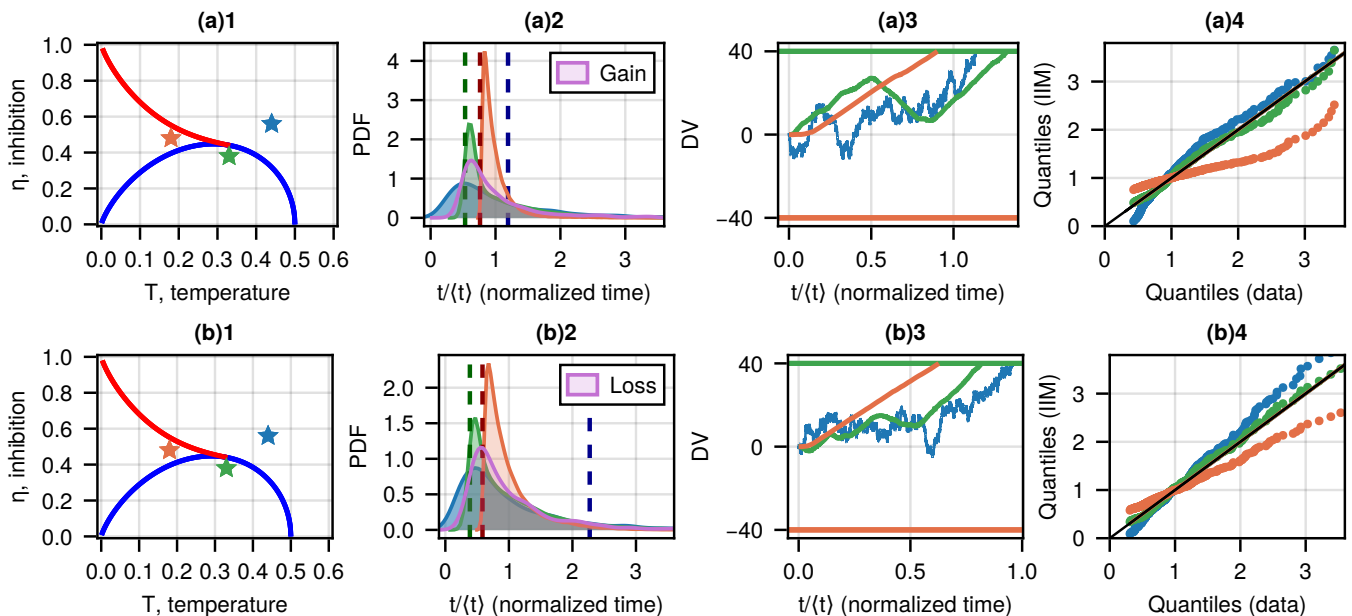 (a)1
η, inhibition
1.0
0.8
0.6
0.4
0.2
0.0
0.0 0.1 0.2 0.3 0.4 0.5 0.6
T, temperature
(a)2
PDF
4
3
2
1
0
Gain
0 1 2 3
t/⟨t⟩ (normalized time)
(a)3
DV
40
0
−40
0.0 0.5 1.0
t/⟨t⟩ (normalized time)
(a)4
Quantiles (IIM)
3
2
1
0
0 1 2 3
Quantiles (data)
(b)1
η, inhibition
1.0
0.8
0.6
0.4
0.2
0.0
0.0 0.1 0.2 0.3 0.4 0.5 0.6
T, temperature
(b)2
PDF
2.0
1.5
1.0
0.5
0.0
Loss
0 1 2 3
t/⟨t⟩ (normalized time)
(b)3
DV
40
0
−40
0.0 0.5 1.0
t/⟨t⟩ (normalized time)
(b)4
Quantiles (IIM)
3
2
1
0
0 1 2 3
Quantiles (data)